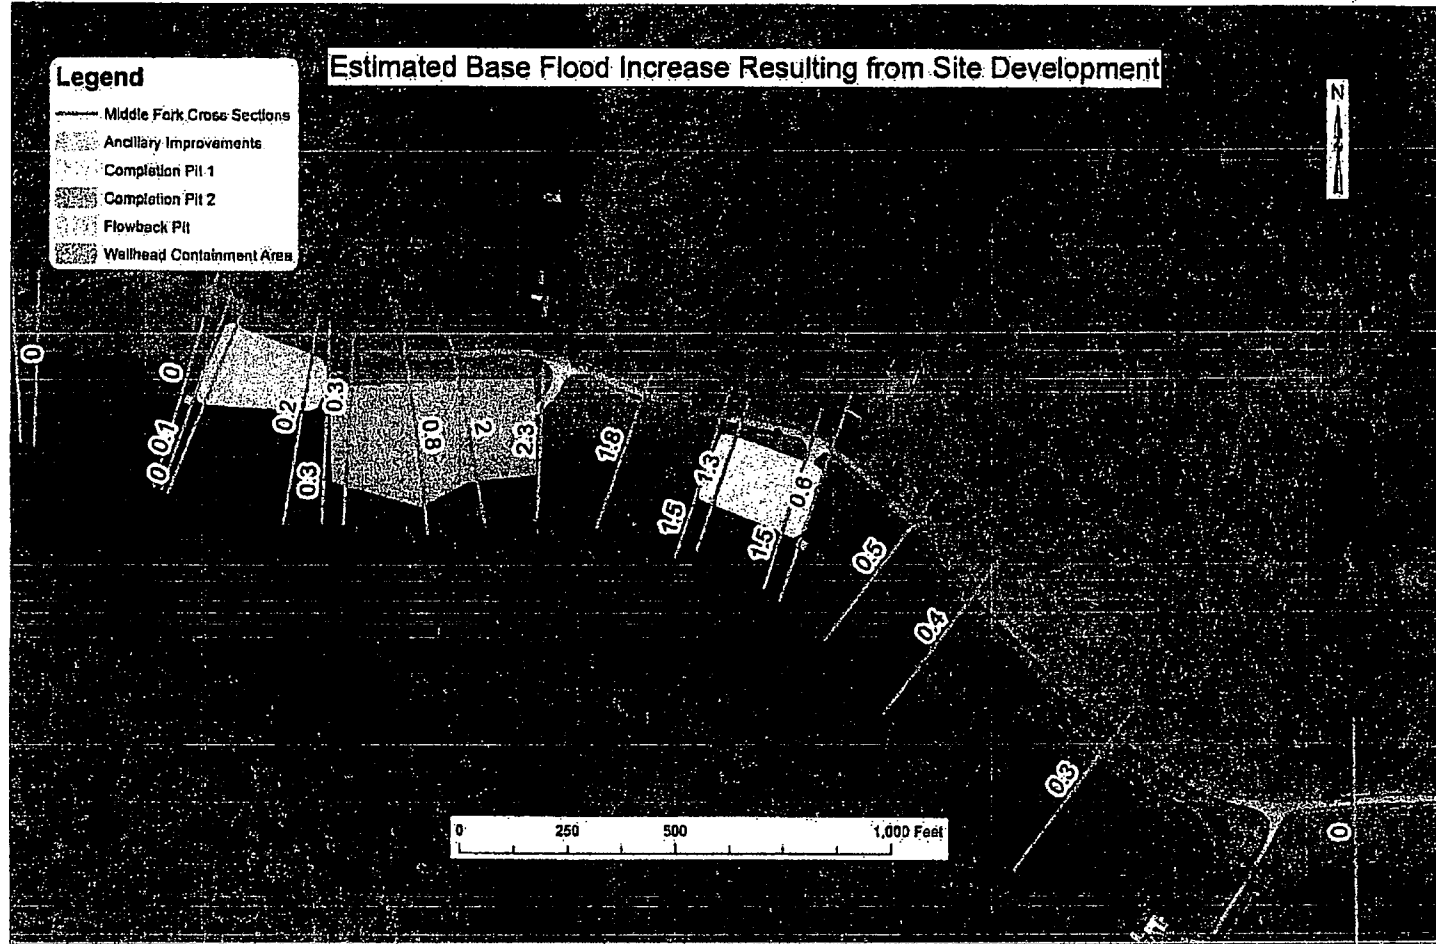 Estimated Base Flood Increase Resulting from Site Development
Legend
Middle Fork Cross Sections
Ancillary Improvements
Completion Pit 1
Completion Pit 2
Flowback Pit
Wellhead Containment Area
N
0
0
0.1
0
0.2
0.3
0.3
0.8
2
2.3
1.8
1.5
1.3
1.5
0.6
0.5
0.4
0.3
0
0 250 500 1,000 Feet